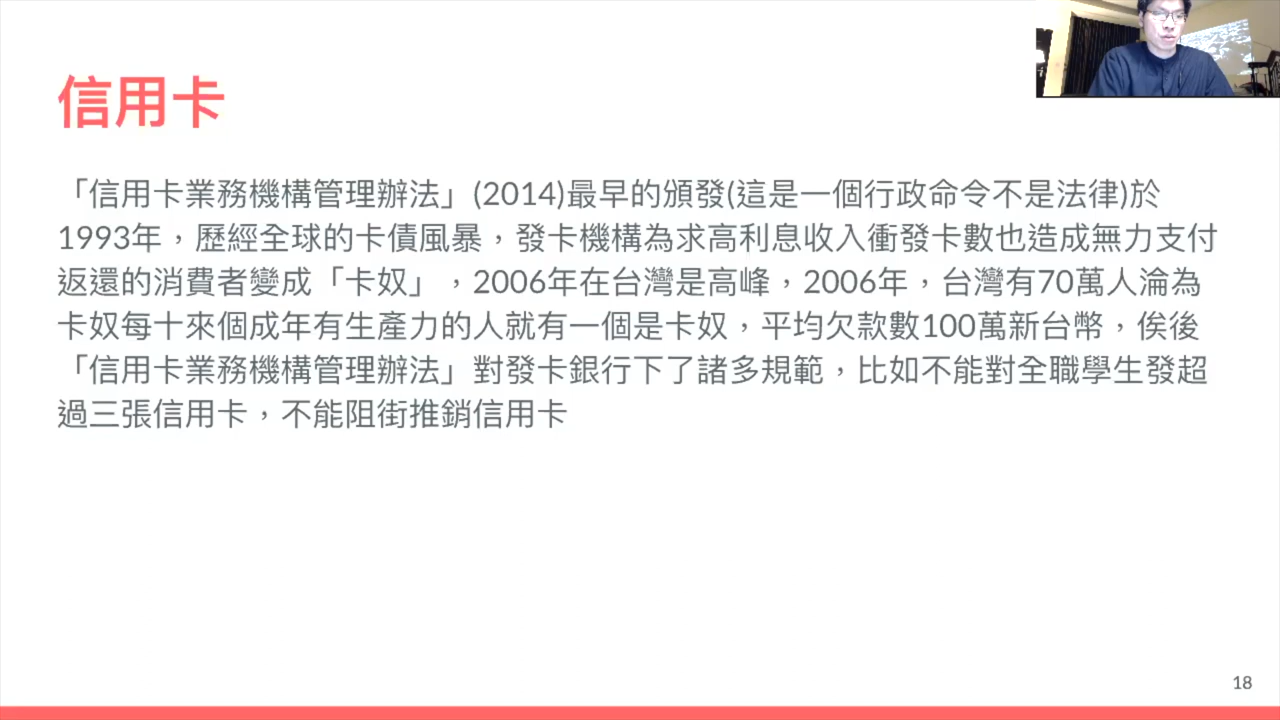 信用卡
「信用卡業務機構管理辦法」(2014)最早的頒發(這是一個行政命令不是法律)於
1993年，歷經全球的卡債風暴，發卡機構為求高利息收入衝發卡數也造成無力支付
返還的消費者變成「卡奴」，2006年在台灣是高峰，2006年，台灣有70萬人淪為
卡奴每十來個成年有生產力的人就有一個是卡奴，平均欠款數100萬新台幣，俟後
「信用卡業務機構管理辦法」對發卡銀行下了諸多規範，比如不能對全職學生發超
過三張信用卡，不能阻街推銷信用卡
18